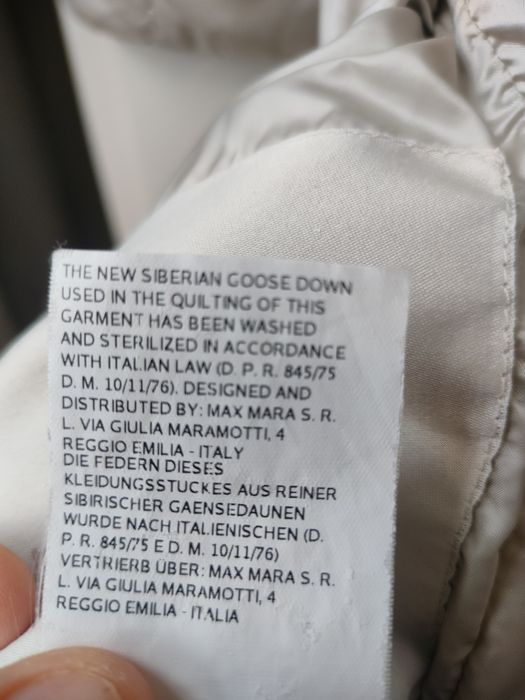 THE NEW SIBERIAN GOOSE DOWN
USED IN THE QUILTING OF THIS
GARMENT HAS BEEN WASHED
AND STERILIZED IN ACCORDANCE
WITH ITALIAN LAW (D. P. R. 845/75
D. M. 10/11/76). DESIGNED AND
DISTRIBUTED BY: MAX MARA S. R.
L. VIA GIULIA MARAMOTTI, 4
REGGIO EMILIA - ITALY
DIE FEDERN DIESES
KLEIDUNGSSTUCKES AUS REINER
SIBIRISCHER GAENSEDAUNEN
WURDE NACH ITALIENISCHEN (D.
P. R. 845/75 E D. M. 10/11/76)
VERTRIERB ÜBER: MAX MARA S. R.
L. VIA GIULIA MARAMOTTI, 4
REGGIO EMILIA - ITALIA